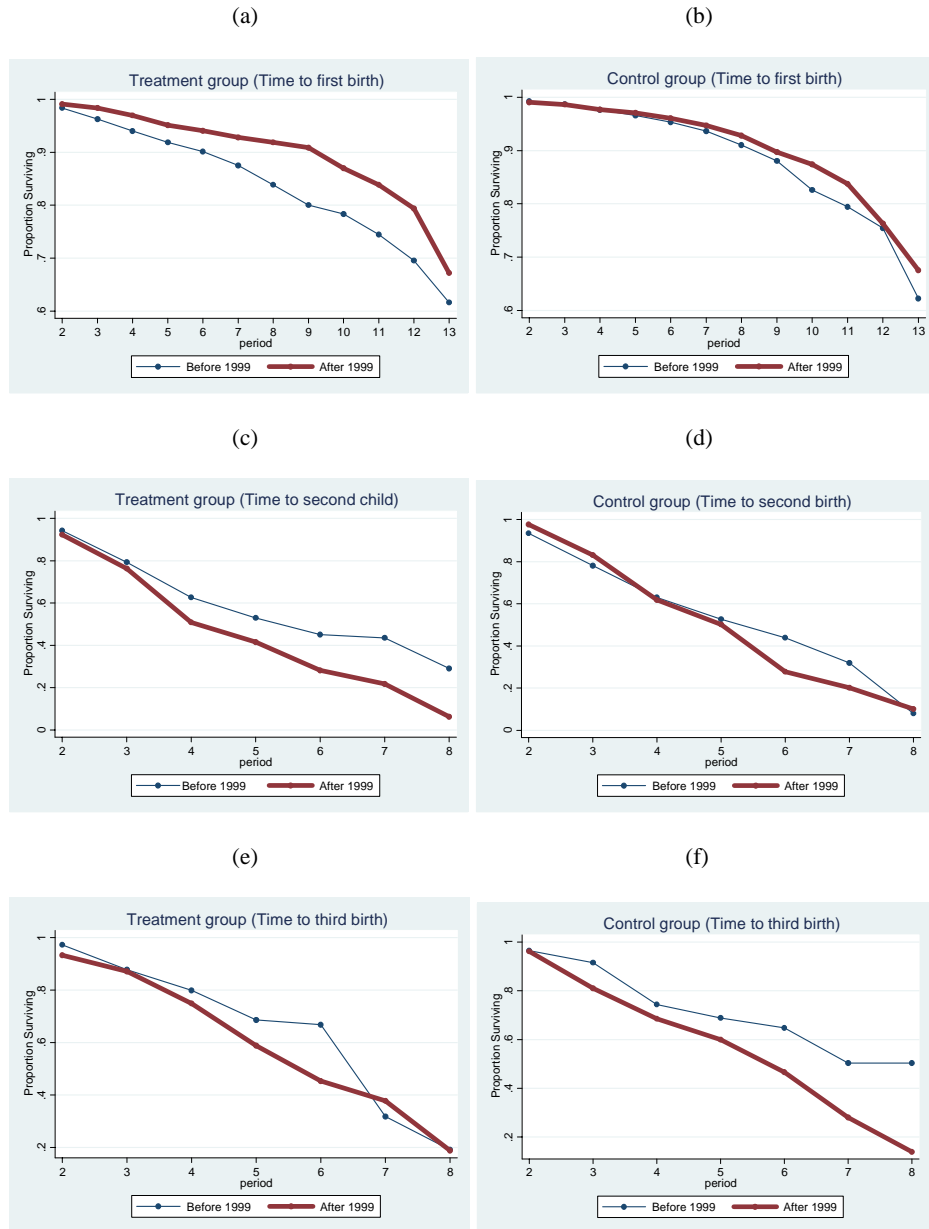 (a)
(b)
Treatment group (Time to first birth)
Proportion Surviving
1
.9
.8
.7
.6
2 3 4 5 6 7 8 9 10 11 12 13
period
Before 1999 After 1999
Control group (Time to first birth)
Proportion Surviving
1
.9
.8
.7
.6
2 3 4 5 6 7 8 9 10 11 12 13
period
Before 1999 After 1999
(c)
(d)
Treatment group (Time to second child)
Proportion Surviving
1
.8
.6
.4
.2
0
2 3 4 5 6 7 8
period
Before 1999 After 1999
Control group (Time to second birth)
Proportion Surviving
1
.8
.6
.4
.2
0
2 3 4 5 6 7 8
period
Before 1999 After 1999
(e)
(f)
Treatment group (Time to third birth)
Proportion Surviving
1
.8
.6
.4
.2
2 3 4 5 6 7 8
period
Before 1999 After 1999
Control group (Time to third birth)
Proportion Surviving
1
.8
.6
.4
.2
2 3 4 5 6 7 8
period
Before 1999 After 1999